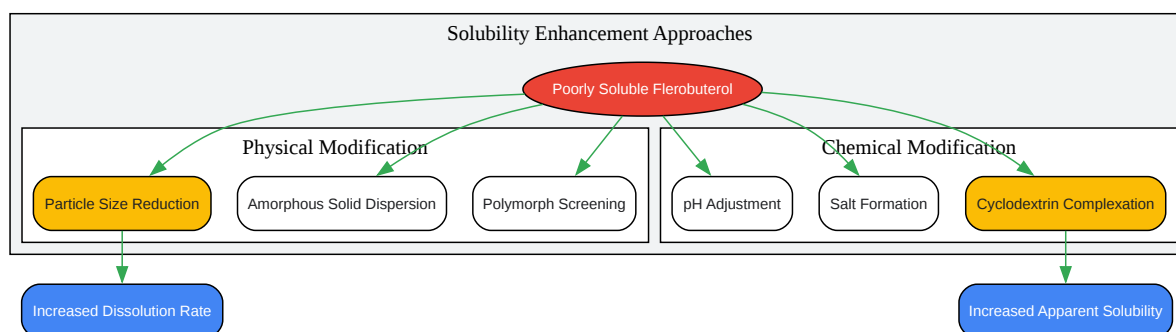 Solubility Enhancement Approaches
Poorly Soluble Flerobuterol
Physical Modification
Chemical Modification
Particle Size Reduction
Amorphous Solid Dispersion
Polymorph Screening
pH Adjustment
Salt Formation
Cyclodextrin Complexation
Increased Dissolution Rate
Increased Apparent Solubility